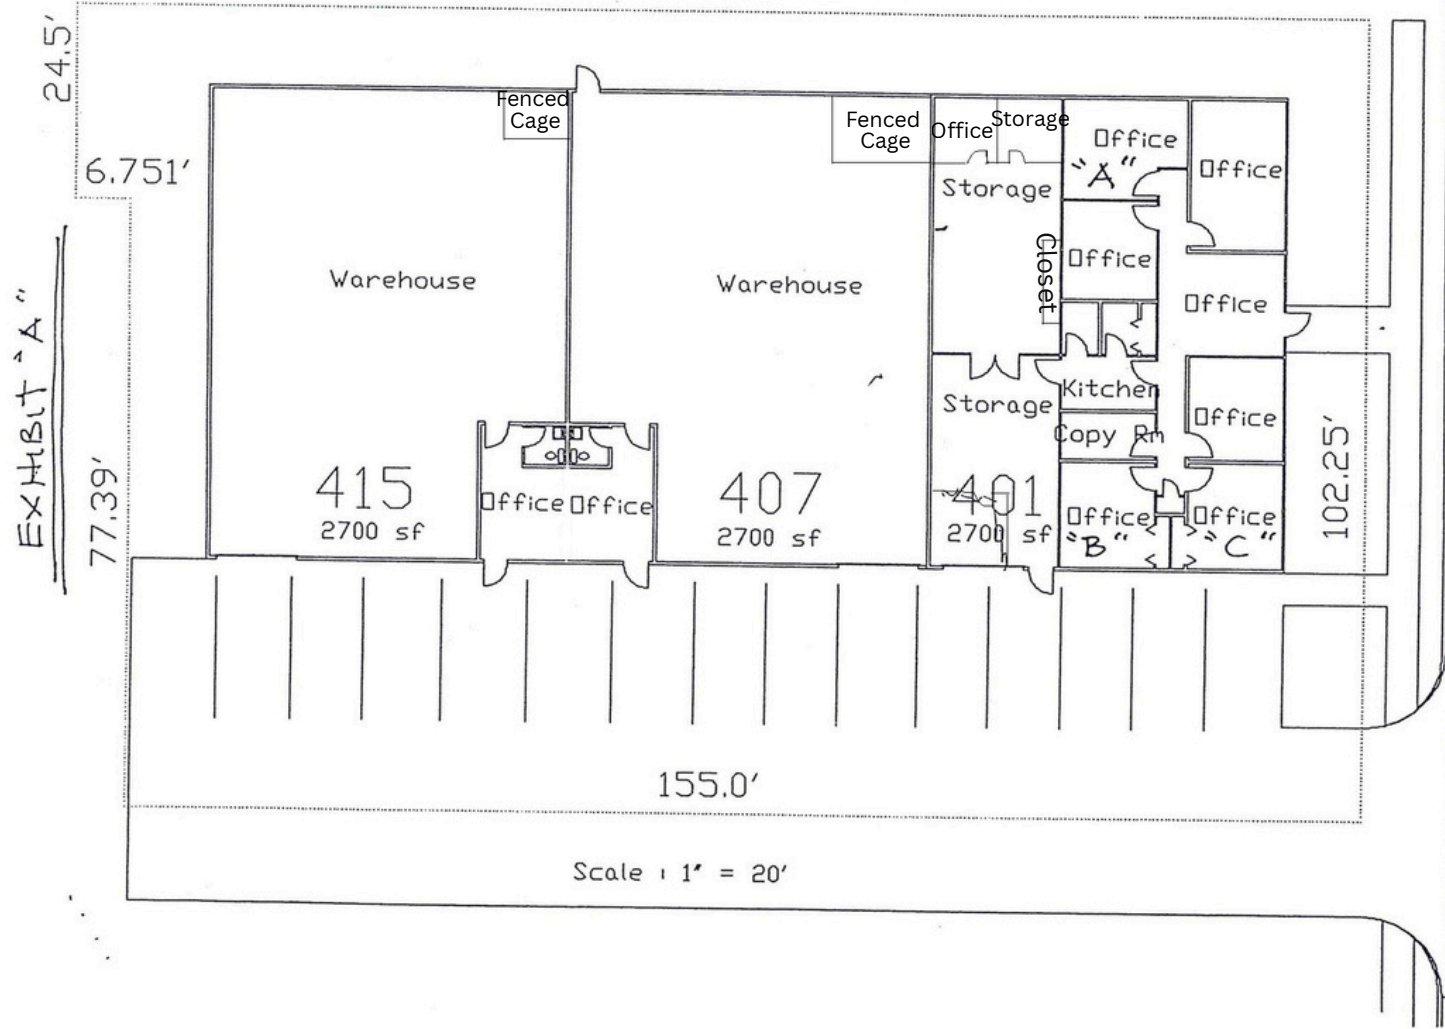 24.5'
Fenced
Cage
Fenced
Cage
Office
Storage
Office
"A"
Office
6.751'
Storage
Closet
Office
Warehouse
Warehouse
Office
EXHIBIT "A"
Kitchen
Storage
Office
Copy Rm
77.39'
102.25'
415
2700 sf
Office
Office
407
2700 sf
401
2700 sf
Office
"B"
Office
"C"
155.0'
Scale : 1" = 20'